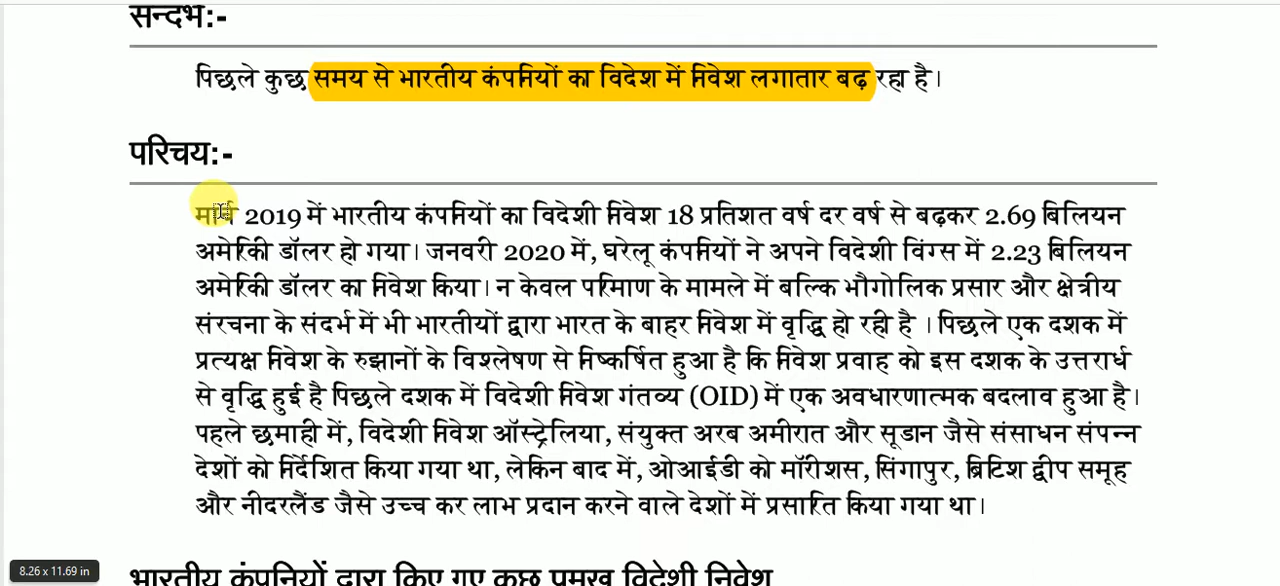 सन्दर्भ:-
पिछले कुछ समय से भारतीय कंपनियों का विदेश में निवेश लगातार बढ़ रहा है।
परिचय:-
मार्च 2019 में भारतीय कंपनियों का विदेशी निवेश 18 प्रतिशत वर्ष दर वर्ष से बढ़कर 2.69 बिलियन
अमेरिकी डॉलर हो गया। जनवरी 2020 में, घरेलू कंपनियों ने अपने विदेशी विंग्स में 2.23 बिलियन
अमेरिकी डॉलर का निवेश किया। न केवल परिमाण के मामले में बल्कि भौगोलिक प्रसार और क्षेत्रीय
संरचना के संदर्भ में भी भारतीयों द्वारा भारत के बाहर निवेश में वृद्धि हो रही है । पिछले एक दशक में
प्रत्यक्ष निवेश के रुझानों के विश्लेषण से निष्कर्षित हुआ है कि निवेश प्रवाह को इस दशक के उत्तरार्ध
से वृद्धि हुई है पिछले दशक में विदेशी निवेश गंतव्य (OID) में एक अवधारणात्मक बदलाव हुआ है।
पहले छमाही में, विदेशी निवेश ऑस्ट्रेलिया, संयुक्त अरब अमीरात और सूडान जैसे संसाधन संपन्न
देशों को निर्देशित किया गया था, लेकिन बाद में, ओआईडी को मॉरीशस, सिंगापुर, ब्रिटिश द्वीप समूह
और नीदरलैंड जैसे उच्च कर लाभ प्रदान करने वाले देशों में प्रसारित किया गया था।
8.26 x 11.69 in
भारतीय कंपनियों द्वारा किए गए कुछ प्रमुख विदेशी निवेश